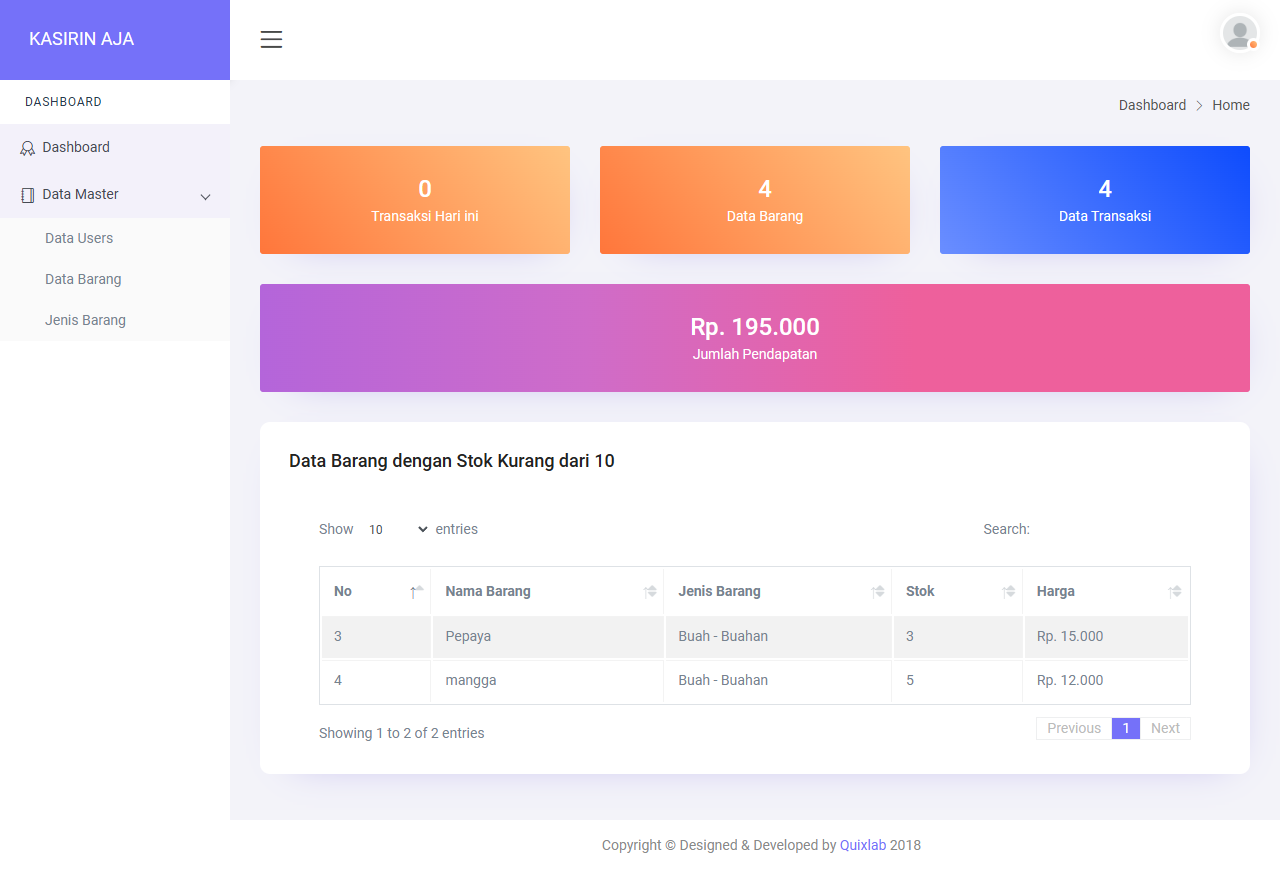 KASIRIN AJA
DASHBOARD
Dashboard
Data Master
Data Users
Data Barang
Jenis Barang
Dashboard Home
0
Transaksi Hari ini
4
Data Barang
4
Data Transaksi
Rp. 195.000
Jumlah Pendapatan
Data Barang dengan Stok Kurang dari 10
Show 10 entries Search:
No Nama Barang Jenis Barang Stok Harga
3 Pepaya Buah - Buahan 3 Rp. 15.000
4 mangga Buah - Buahan 5 Rp. 12.000
Showing 1 to 2 of 2 entries Previous 1 Next
Copyright © Designed & Developed by Quixlab 2018